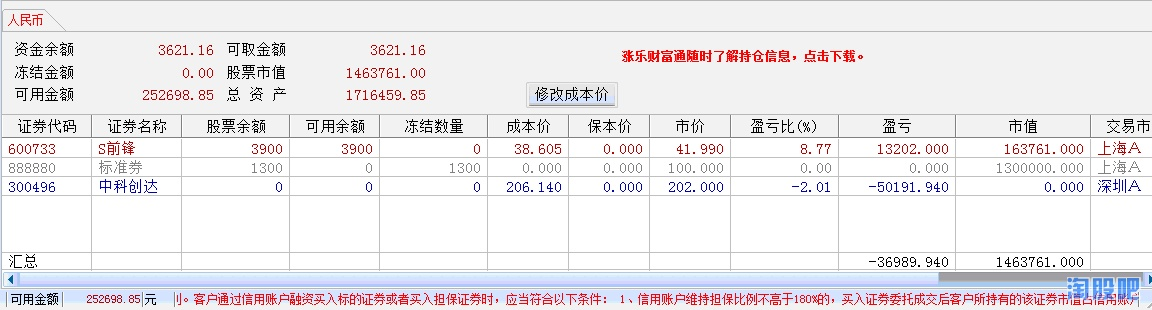 人民币
资金余额 3621.16 可取金额 3621.16 涨乐财富通随时了解持仓信息，点击下载。
冻结金额 0.00 股票市值 1463761.00
可用金额 252698.85 总 资 产 1716459.85 修改成本价
证券代码 证券名称 股票余额 可用余额 冻结数量 成本价 保本价 市价 盈亏比(%) 盈亏 市值 交易市
600733 S前锋 3900 3900 0 38.605 0.000 41.990 8.77 13202.000 163761.000 上海A
888880 标准券 1300 0 1300 0.000 0.000 100.000 0.00 0.000 1300000.000 上海A
300496 中科创达 0 0 0 206.140 0.000 202.000 -2.01 -50191.940 0.000 深圳A
汇总 -36989.940 1463761.000
可用金额 252698.85 元 。客户通过信用账户融资买入标的证券或者买入担保证券时，应当符合以下条件： 1、信用账户维持担保比例不高于180%的，买入证券委托成交后客户所持有的该证券市值占信用账户
淘股吧